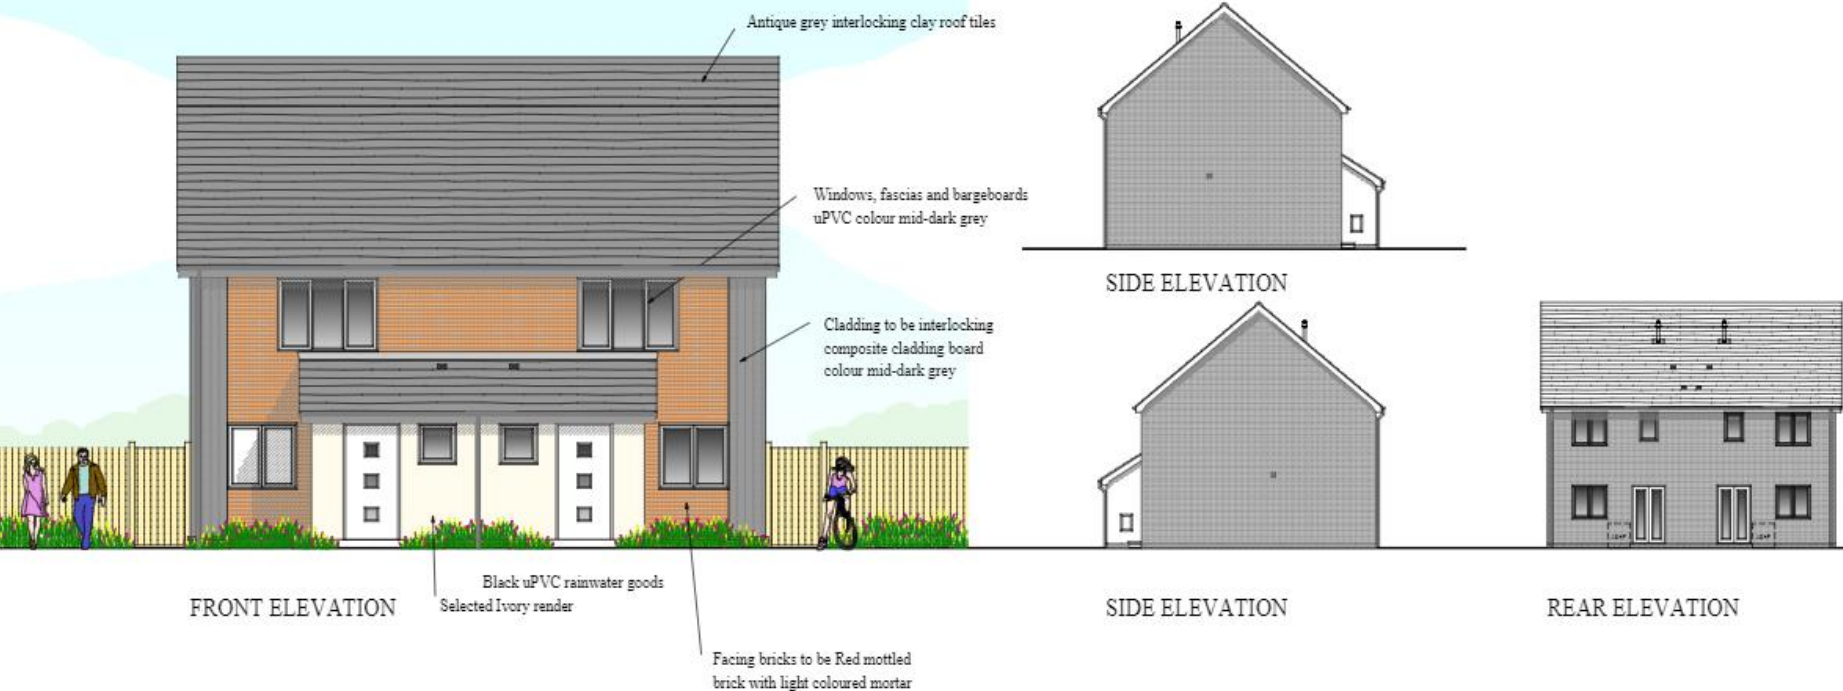 Antique grey interlocking clay roof tiles
Windows, fascias and bargeboards
uPVC colour mid-dark grey
Cladding to be interlocking
composite cladding board
colour mid-dark grey
Black uPVC rainwater goods
Selected Ivory render
Facing bricks to be Red mottled
brick with light coloured mortar
FRONT ELEVATION
SIDE ELEVATION
SIDE ELEVATION
REAR ELEVATION